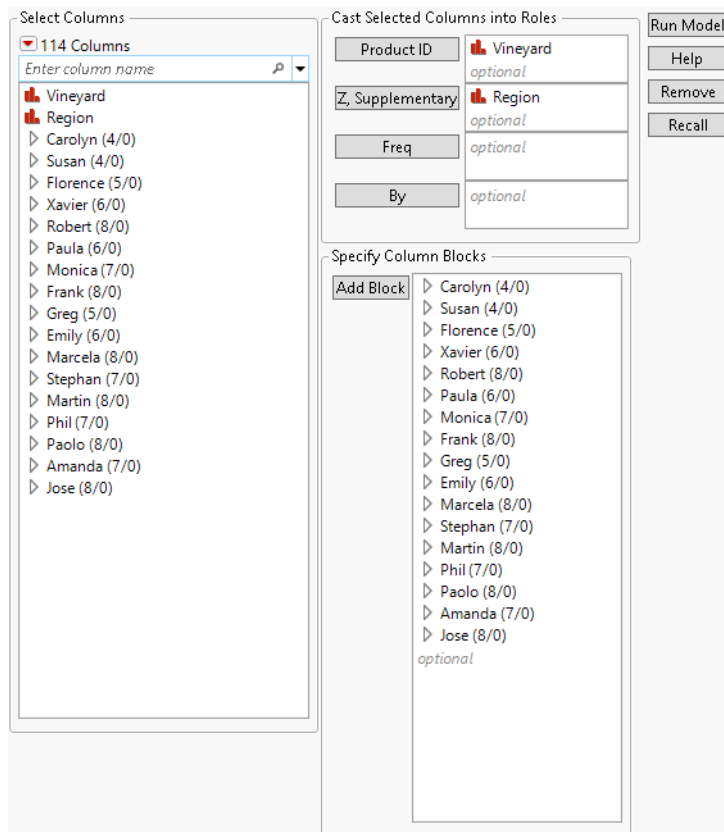 Select Columns
114 Columns
Enter column name
Vineyard
Region
Carolyn (4/0)
Susan (4/0)
Florence (5/0)
Xavier (6/0)
Robert (8/0)
Paula (6/0)
Monica (7/0)
Frank (8/0)
Greg (5/0)
Emily (6/0)
Marcela (8/0)
Stephan (7/0)
Martin (8/0)
Phil (7/0)
Paolo (8/0)
Amanda (7/0)
Jose (8/0)
Cast Selected Columns into Roles
Product ID
Vineyard
optional
Z, Supplementary
Region
optional
Freq
optional
By
optional
Specify Column Blocks
Add Block
Carolyn (4/0)
Susan (4/0)
Florence (5/0)
Xavier (6/0)
Robert (8/0)
Paula (6/0)
Monica (7/0)
Frank (8/0)
Greg (5/0)
Emily (6/0)
Marcela (8/0)
Stephan (7/0)
Martin (8/0)
Phil (7/0)
Paolo (8/0)
Amanda (7/0)
Jose (8/0)
optional
Run Model
Help
Remove
Recall